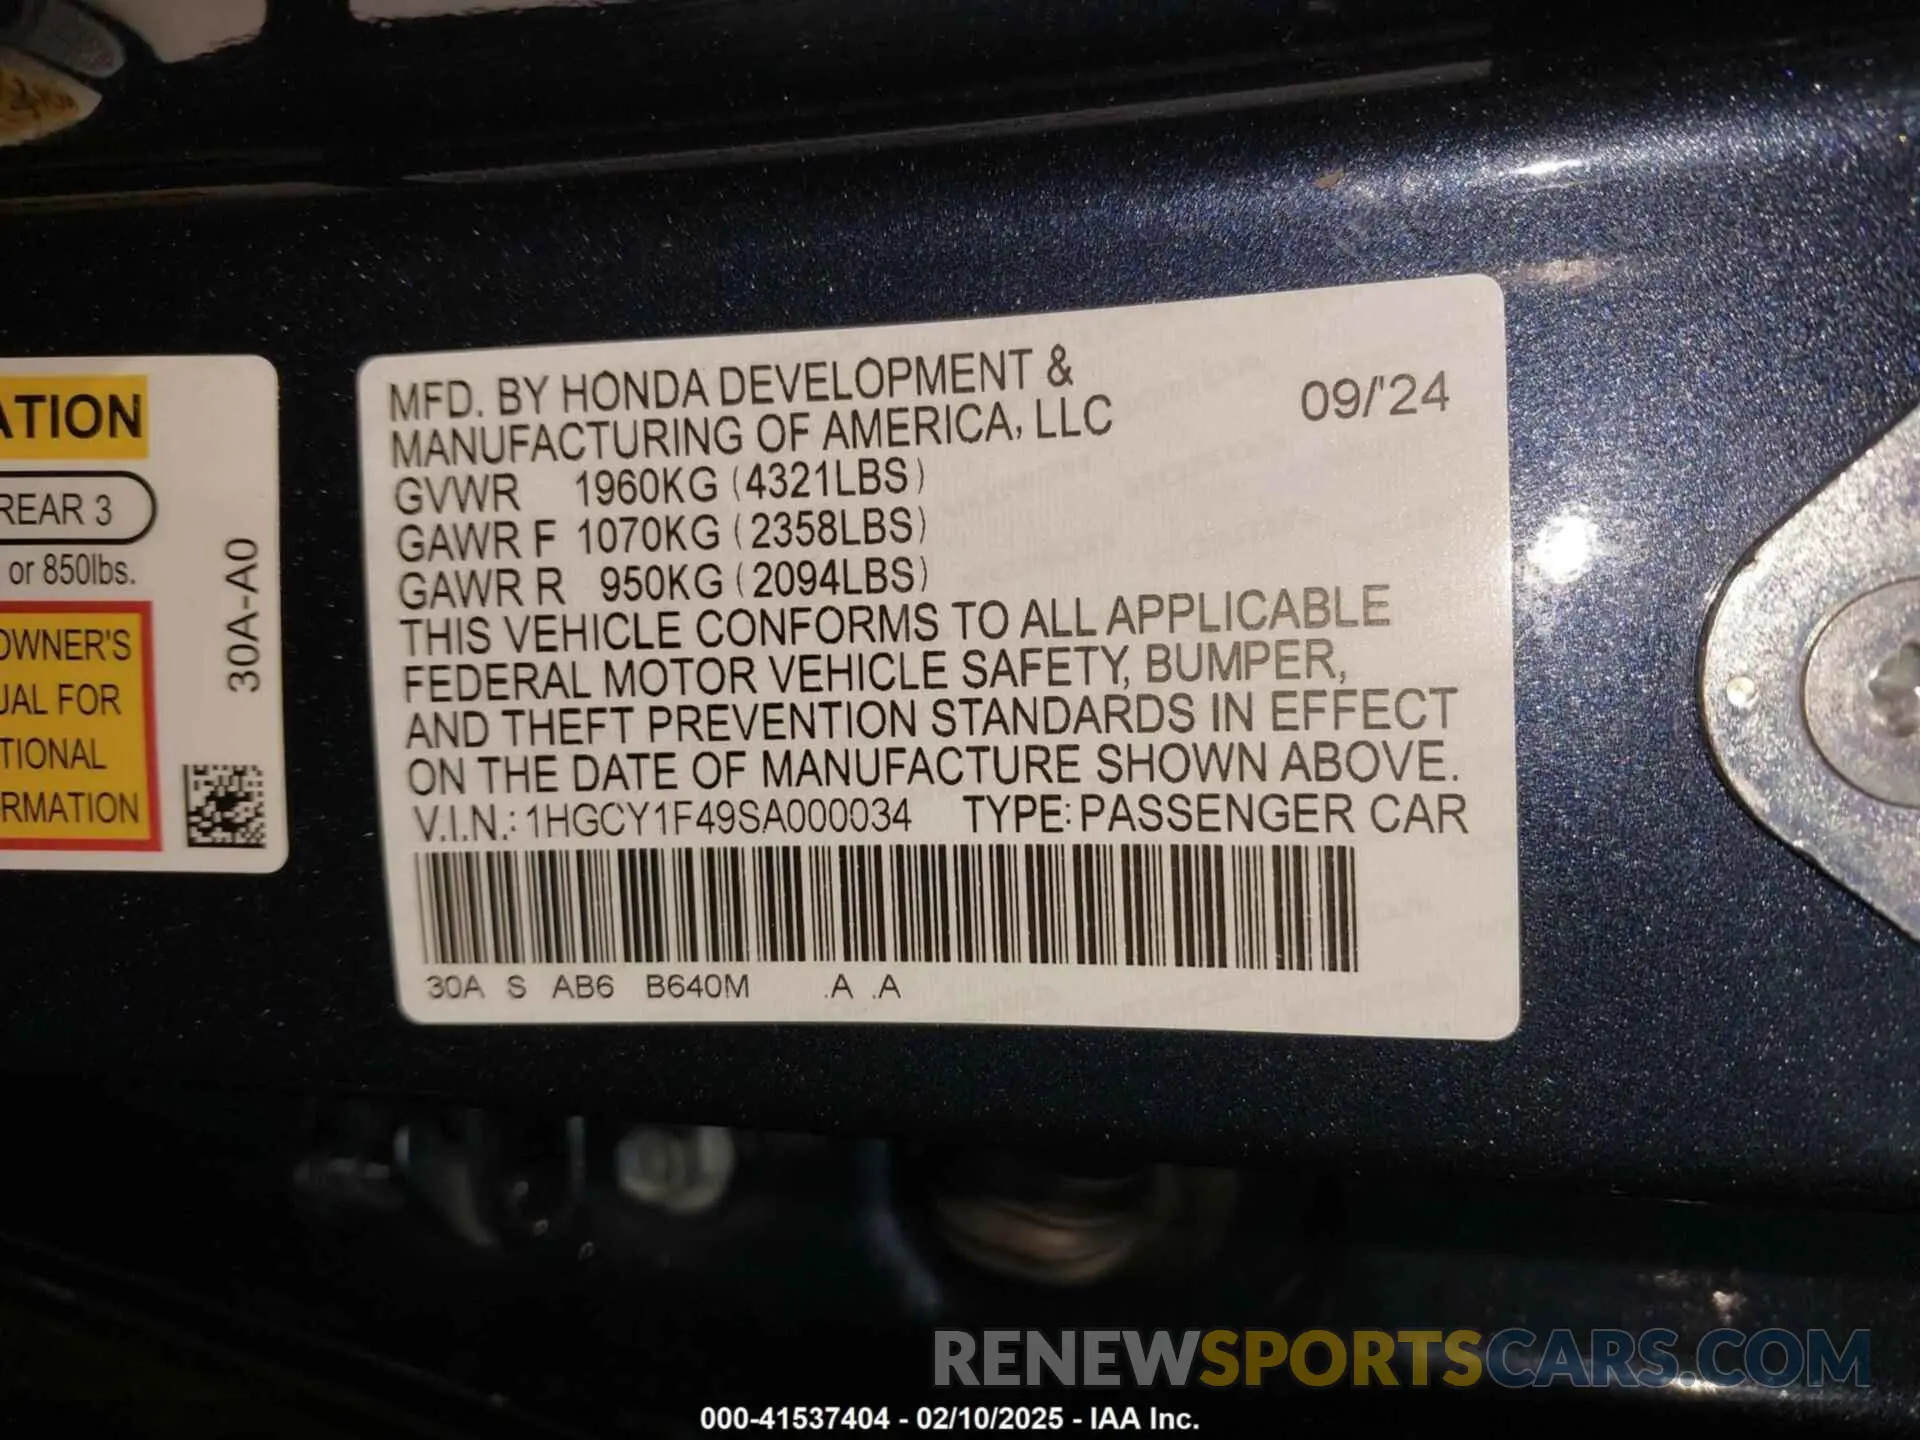 ATION
REAR 3
or 850lbs.
OWNER'S
UAL FOR
TIONAL
RMATION
30A-A0
MFD. BY HONDA DEVELOPMENT &
MANUFACTURING OF AMERICA, LLC
09/'24
GVWR 1960KG (4321LBS)
GAWR F 1070KG (2358LBS)
GAWR R 950KG (2094LBS)
THIS VEHICLE CONFORMS TO ALL APPLICABLE
FEDERAL MOTOR VEHICLE SAFETY, BUMPER,
AND THEFT PREVENTION STANDARDS IN EFFECT
ON THE DATE OF MANUFACTURE SHOWN ABOVE.
V.I.N.: 1HGCY1F49SA000034 TYPE: PASSENGER CAR
30A S AB6 B640M .A .A
RENEWSPORTSCARS.COM
000-41537404 - 02/10/2025 - IAA Inc.